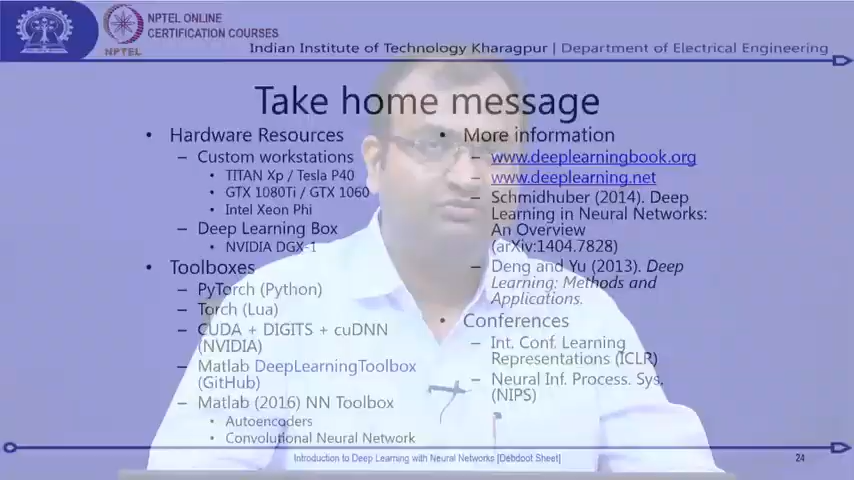 NPTEL ONLINE
CERTIFICATION COURSES
NPTEL
Indian Institute of Technology Kharagpur | Department of Electrical Engineering
Take home message
• Hardware Resources
– Custom workstations
• TITAN Xp / Tesla P40
• GTX 1080Ti / GTX 1060
• Intel Xeon Phi
– Deep Learning Box
• NVIDIA DGX-1
• Toolboxes
– PyTorch (Python)
– Torch (Lua)
– CUDA + DIGITS + cuDNN
(NVIDIA)
– Matlab DeepLearningToolbox
(GitHub)
– Matlab (2016) NN Toolbox
• Autoencoders
• Convolutional Neural Network
• More information
– www.deeplearningbook.org
– www.deeplearning.net
– Schmidhuber (2014). Deep
Learning in Neural Networks:
An Overview
(arXiv:1404.7828)
– Deng and Yu (2013). Deep
Learning: Methods and
Applications.
• Conferences
– Int. Conf. Learning
Representations (ICLR)
– Neural Inf. Process. Sys.
(NIPS)
Introduction to Deep Learning with Neural Networks [Debdoot Sheet]
24